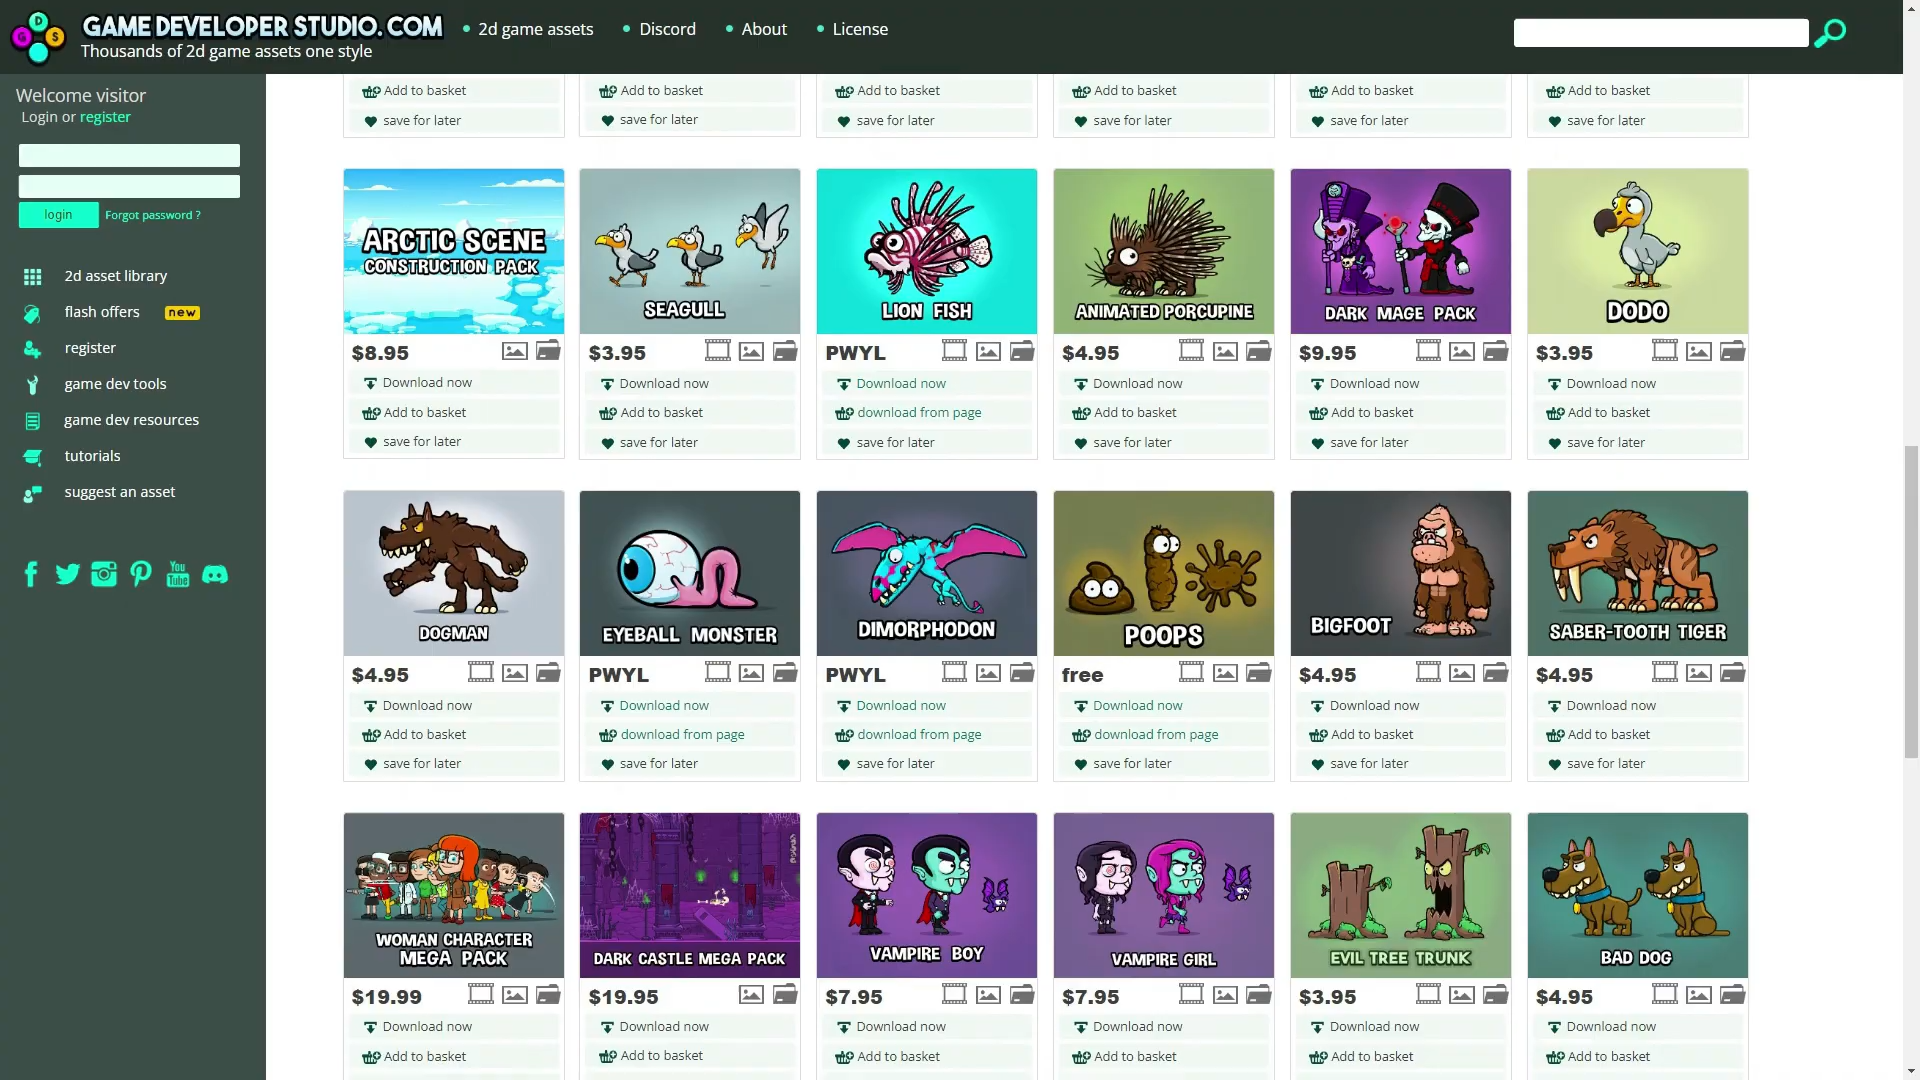 GAME DEVELOPER STUDIO. COM
Thousands of 2d game assets one style
2d game assets
Discord
About
License
Welcome visitor
Login or register
login
Forgot password ?
2d asset library
flash offers new
register
game dev tools
game dev resources
tutorials
suggest an asset
You
Tube
Add to basket
save for later
Add to basket
save for later
Add to basket
save for later
Add to basket
save for later
Add to basket
save for later
Add to basket
save for later
ARCTIC SCENE
CONSTRUCTION PACK
$8.95
Download now
Add to basket
save for later
SEAGULL
$3.95
Download now
Add to basket
save for later
LION FISH
PWYL
Download now
download from page
save for later
ANIMATED PORCUPINE
$4.95
Download now
Add to basket
save for later
DARK MAGE PACK
$9.95
Download now
Add to basket
save for later
DODO
$3.95
Download now
Add to basket
save for later
DOGMAN
$4.95
Download now
Add to basket
save for later
EYEBALL MONSTER
PWYL
Download now
download from page
save for later
DIMORPHODON
PWYL
Download now
download from page
save for later
POOPS
free
Download now
download from page
save for later
BIGFOOT
$4.95
Download now
Add to basket
save for later
SABER-TOOTH TIGER
$4.95
Download now
Add to basket
save for later
WOMAN CHARACTER
MEGA PACK
$19.99
Download now
Add to basket
DARK CASTLE MEGA PACK
$19.95
Download now
Add to basket
VAMPIRE BOY
$7.95
Download now
Add to basket
VAMPIRE GIRL
$7.95
Download now
Add to basket
EVIL TREE TRUNK
$3.95
Download now
Add to basket
BAD DOG
$4.95
Download now
Add to basket